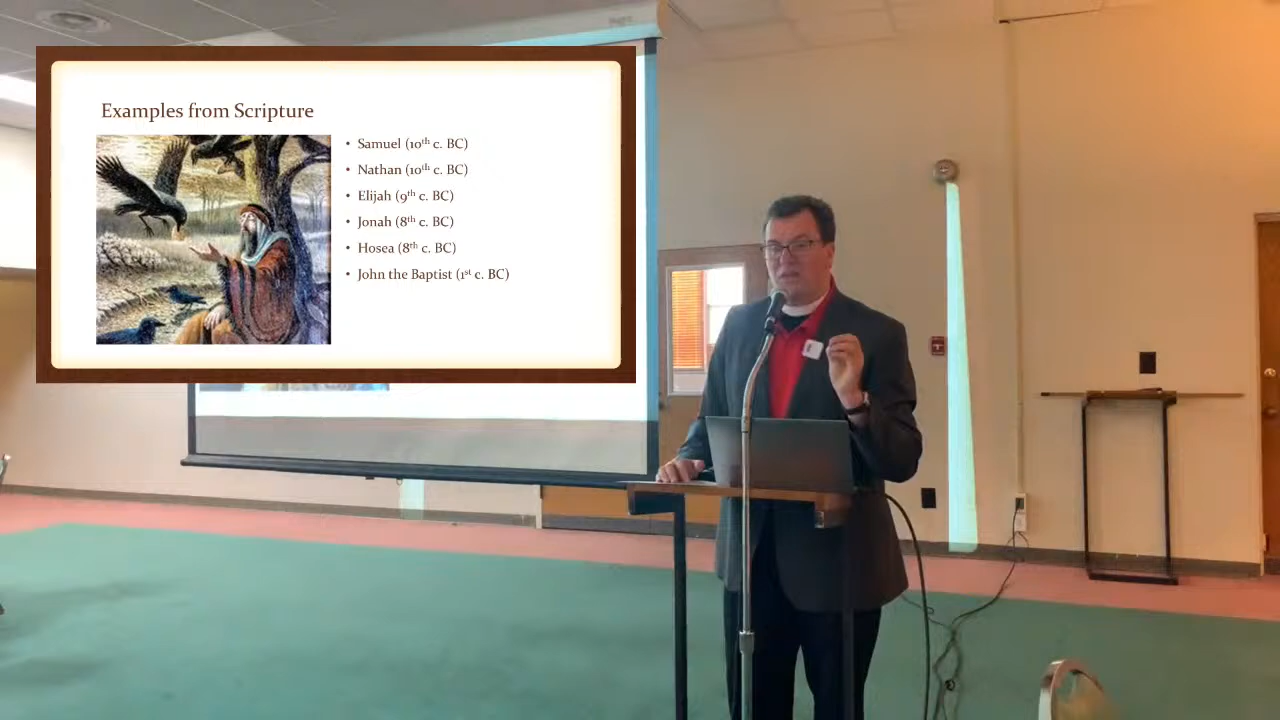 Examples from Scripture
• Samuel (10th c. BC)
• Nathan (10th c. BC)
• Elijah (9th c. BC)
• Jonah (8th c. BC)
• Hosea (8th c. BC)
• John the Baptist (1st c. BC)